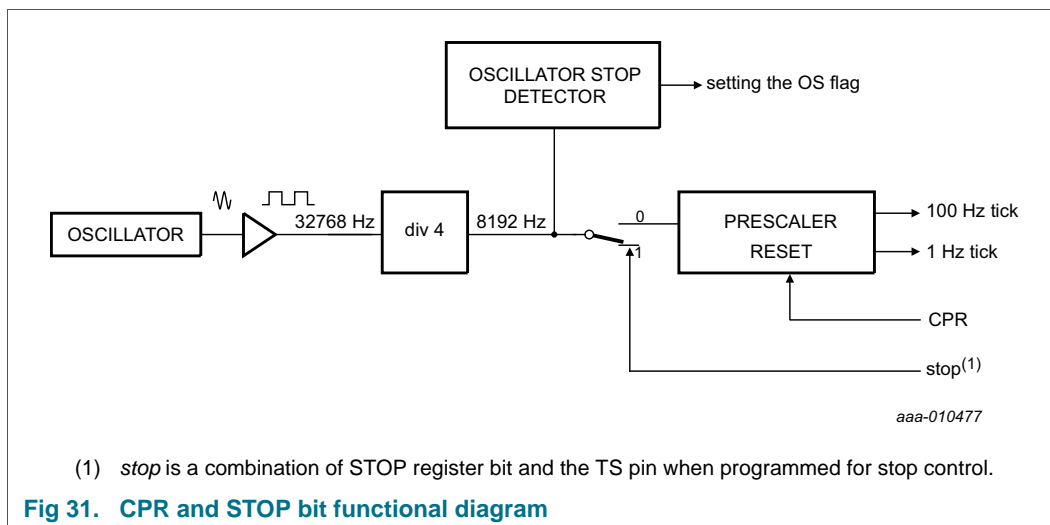 OSCILLATOR STOP
DETECTOR
setting the OS flag
OSCILLATOR
32768 Hz
div 4
8192 Hz
0
1
PRESCALER
RESET
100 Hz tick
1 Hz tick
CPR
stop(1)
aaa-010477
(1) stop is a combination of STOP register bit and the TS pin when programmed for stop control.
Fig 31. CPR and STOP bit functional diagram